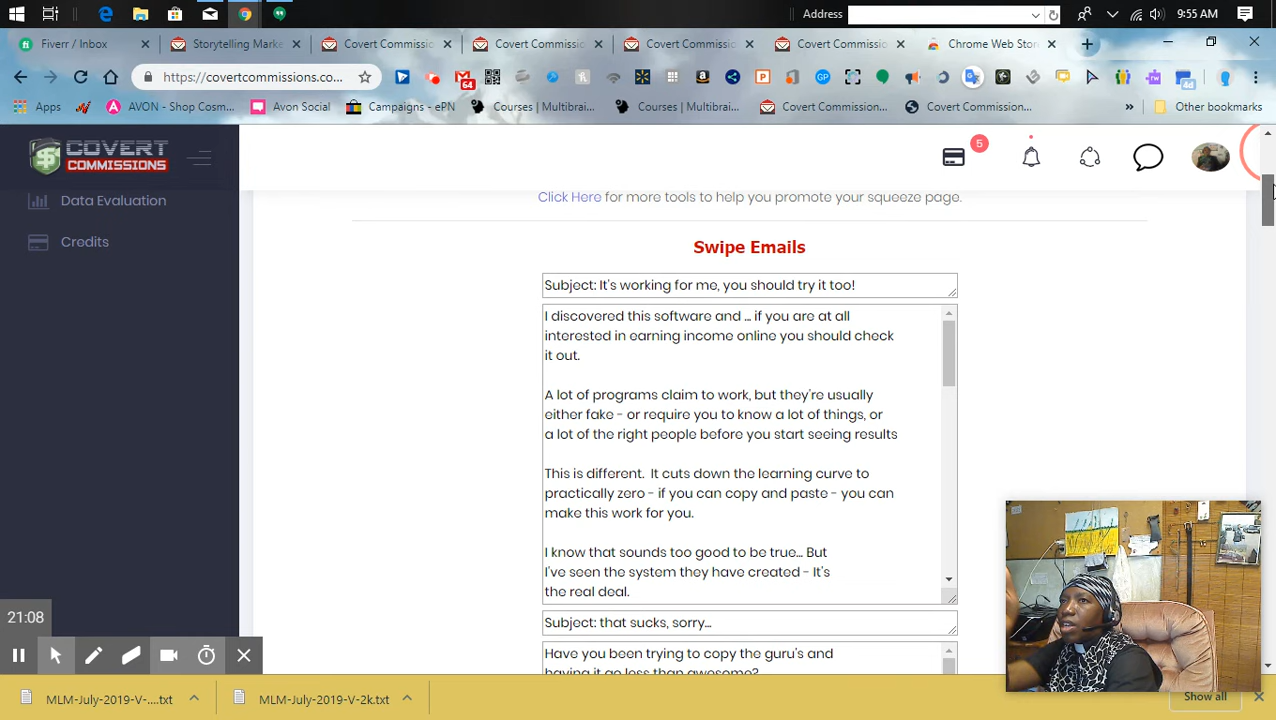 Address
9:55 AM
Fiverr / Inbox
Storytelling Marke
Covert Commissio
Covert Commissio
Covert Commissio
Covert Commissio
Chrome Web Stor
https://covertcommissions.co...
64
4d
Apps
AVON - Shop Cosm...
Avon Social
Campaigns - ePN
Courses | Multibrai...
Courses | Multibrai...
Covert Commission...
Covert Commission...
»
Other bookmarks
COVERT
COMMISSIONS
5
Data Evaluation
Credits
Click Here for more tools to help you promote your squeeze page.
Swipe Emails
Subject: It's working for me, you should try it too!
I discovered this software and ... if you are at all
interested in earning income online you should check
it out.
A lot of programs claim to work, but they're usually
either fake - or require you to know a lot of things, or
a lot of the right people before you start seeing results
This is different.  It cuts down the learning curve to
practically zero - if you can copy and paste - you can
make this work for you.
I know that sounds too good to be true... But
I've seen the system they have created - It's
the real deal.
Subject: that sucks, sorry...
Have you been trying to copy the guru's and
having it go less than awesome?
21:08
MLM-July-2019-V-....txt
MLM-July-2019-V-2k.txt
Show all